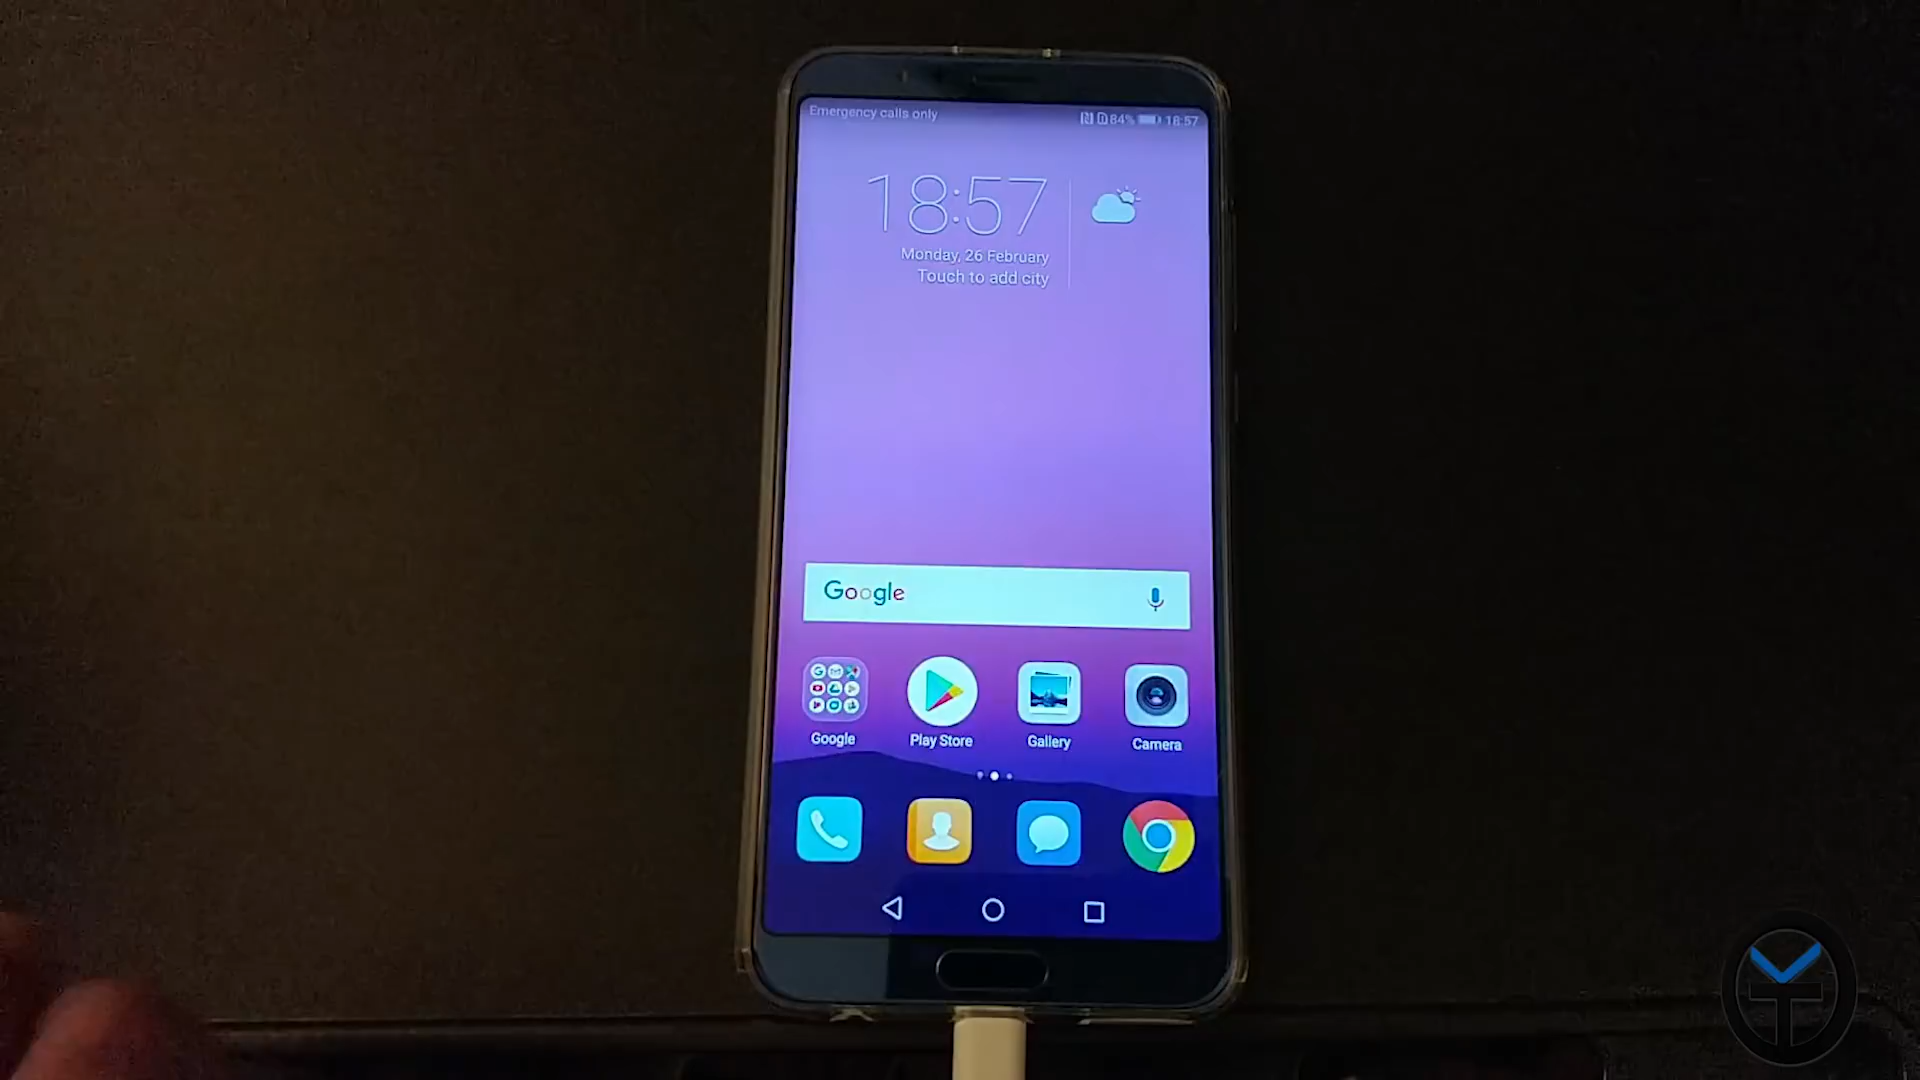 Emergency calls only
84% 18:57
18:57
Monday, 26 February
Touch to add city
Google
Google
Play Store
Gallery
Camera